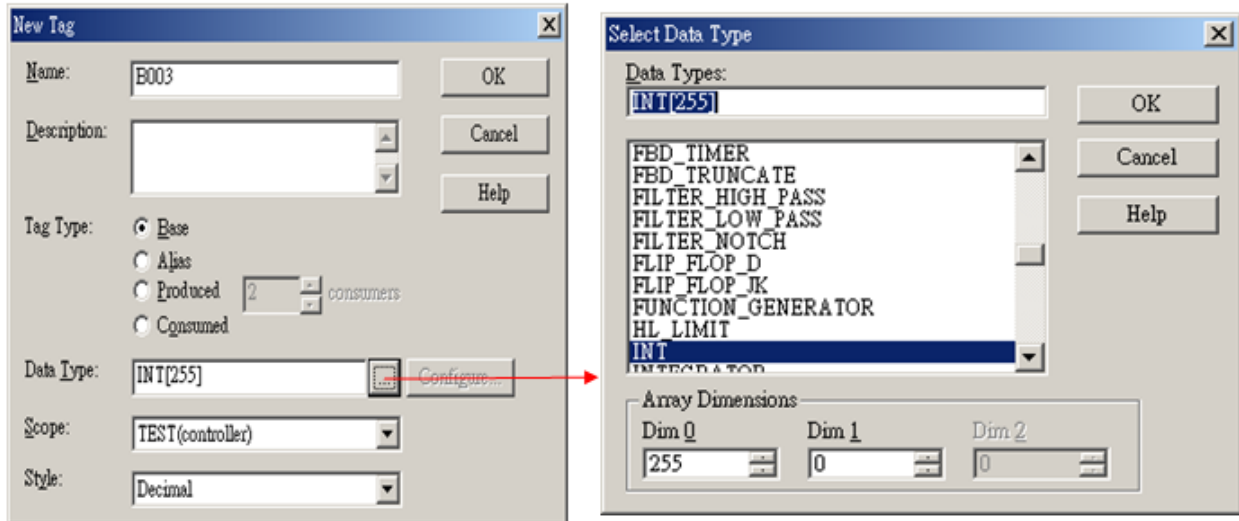 New Tag
Name:
B003
OK
Description:
Cancel
Help
Tag Type:
Base
Alias
Produced
2
consumers
Consumed
Data Type:
INT[255]
...
Configure...
Scope:
TEST(controller)
Style:
Decimal
Select Data Type
Data Types:
INT[255]
OK
FBD_TIMER
FBD_TRUNCATE
FILTER_HIGH_PASS
FILTER_LOW_PASS
FILTER_NOTCH
FLIP_FLOP_D
FLIP_FLOP_JK
FUNCTION_GENERATOR
HL_LIMIT
INT
INTEGRATOR
Cancel
Help
Array Dimensions
Dim 0
Dim 1
Dim 2
255
0
0